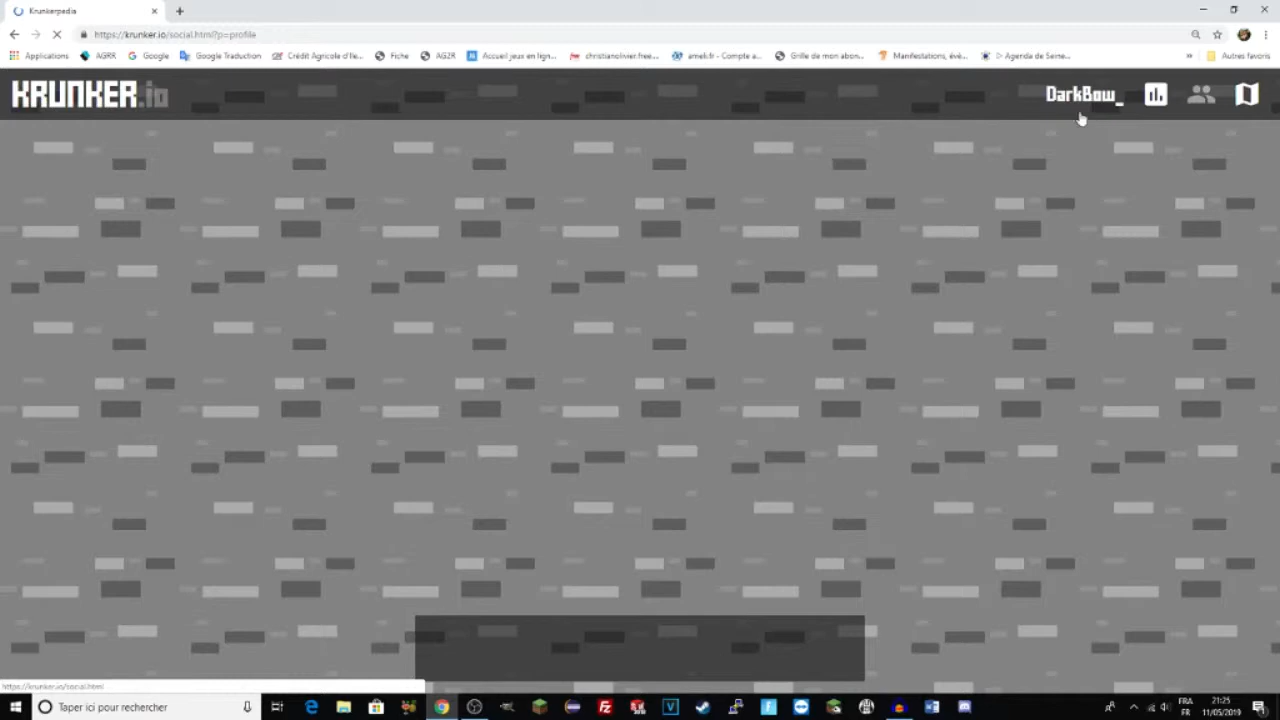 Krunkerpedia
https://krunker.io/social.html?p=profile
Applications AGRR Google Google Traduction Crédit Agricole d'Ile... Fiche AG2R Accueil jeux en lign... christianolivier.free... ameli.fr - Compte a... Grille de mon abon... Manifestations, évè... Agenda de Seine... » Autres favoris
KRUNKER.io DarkBow_
https://krunker.io/social.html
Taper ici pour rechercher
FRA 21:25
FR 11/05/2019